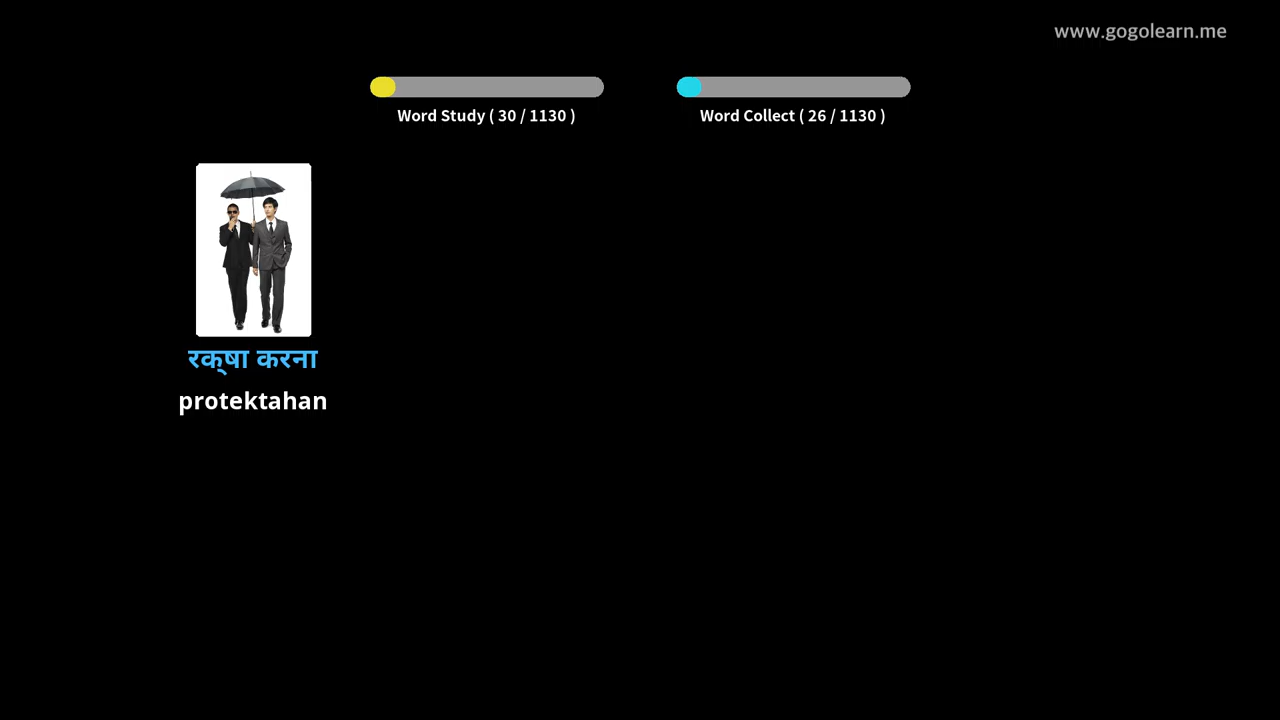 www.gogolearn.me
Word Study ( 30 / 1130 )
Word Collect ( 26 / 1130 )
रक्षा करना
protektahan